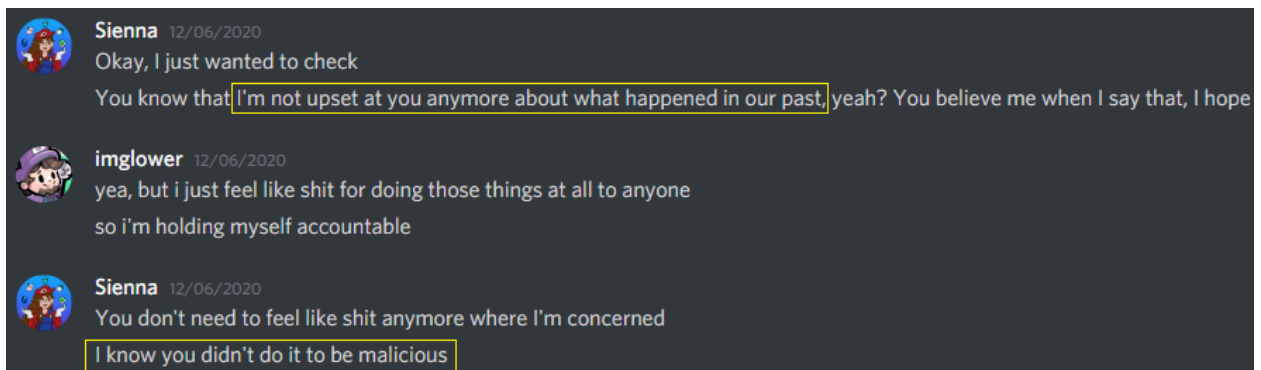 Sienna 12/06/2020
Okay, I just wanted to check
You know that I'm not upset at you anymore about what happened in our past, yeah? You believe me when I say that, I hope
imglower 12/06/2020
yea, but i just feel like shit for doing those things at all to anyone
so i'm holding myself accountable
Sienna 12/06/2020
You don't need to feel like shit anymore where I'm concerned
I know you didn't do it to be malicious